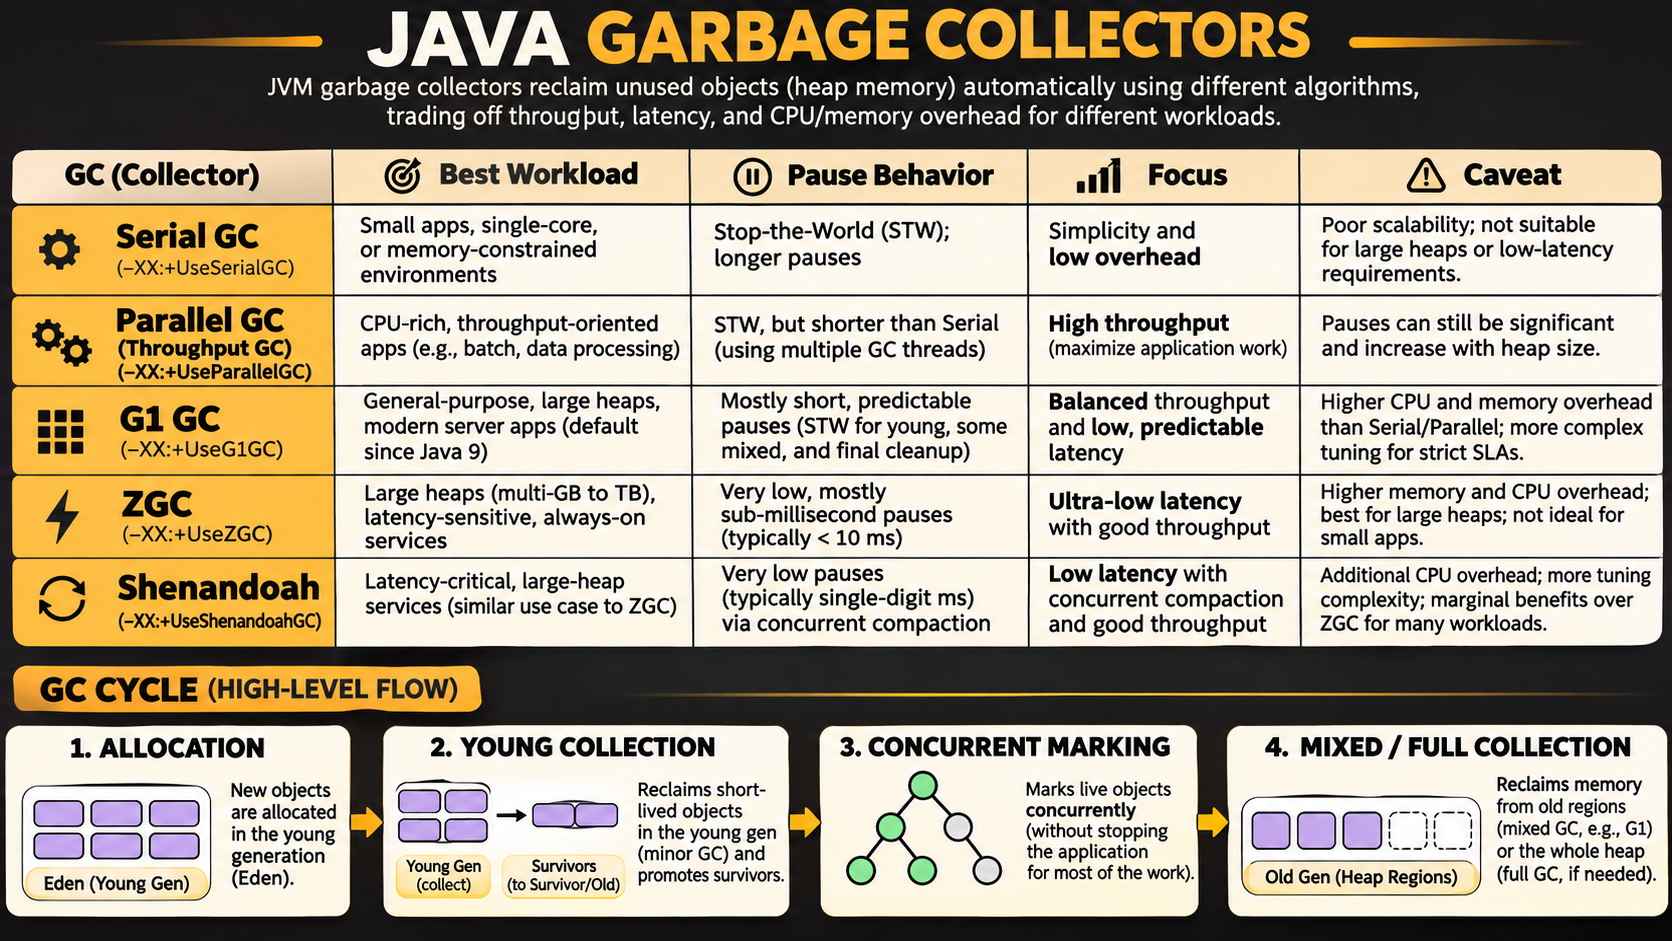 JAVA GARBAGE COLLECTORS
JVM garbage collectors reclaim unused objects (heap memory) automatically using different algorithms,
trading off througþput, latency, and CPU/memory overhead for different workloads.
GC (Collector)
Best Workload
Pause Behavior
Focus
Caveat
Serial GC
(–XX:+UseSerialGC)
Small apps, single-core,
or memory-constrained
environments
Stop-the-World (STW);
longer pauses
Simplicity and
low overhead
Poor scalability; not suitable
for large heaps or low-latency
requirements.
Parallel GC
(Throughput GC)
(–XX:+UseParallelGC)
CPU-rich, throughput-oriented
apps (e.g., batch, data processing)
STW, but shorter than Serial
(using multiple GC threads)
High throughput
(maximize application work)
Pauses can still be significant
and increase with heap size.
G1 GC
(–XX:+UseG1GC)
General-purpose, large heaps,
modern server apps (default
since Java 9)
Mostly short, predictable
pauses (STW for young, some
mixed, and final cleanup)
Balanced throughput
and low, predictable
latency
Higher CPU and memory overhead
than Serial/Parallel; more complex
tuning for strict SLAs.
ZGC
(–XX:+UseZGC)
Large heaps (multi-GB to TB),
latency-sensitive, always-on
services
Very low, mostly
sub-millisecond pauses
(typically < 10 ms)
Ultra-low latency
with good throughput
Higher memory and CPU overhead;
best for large heaps; not ideal for
small apps.
Shenandoah
(–XX:+UseShenandoahGC)
Latency-critical, large-heap
services (similar use case to ZGC)
Very low pauses
(typically single-digit ms)
via concurrent compaction
Low latency with
concurrent compaction
and good throughput
Additional CPU overhead; more tuning
complexity; marginal benefits over
ZGC for many workloads.
GC CYCLE (HIGH-LEVEL FLOW)
1. ALLOCATION
Eden (Young Gen)
New objects
are allocated
in the young
generation
(Eden).
2. YOUNG COLLECTION
Young Gen
(collect)
Survivors
(to Survivor/Old)
Reclaims short-
lived objects
in the young gen
(minor GC) and
promotes survivors.
3. CONCURRENT MARKING
Marks live objects
concurrently
(without stopping
the application
for most of the work).
4. MIXED / FULL COLLECTION
Old Gen (Heap Regions)
Reclaims memory
from old regions
(mixed GC, e.g., G1)
or the whole heap
(full GC, if needed).